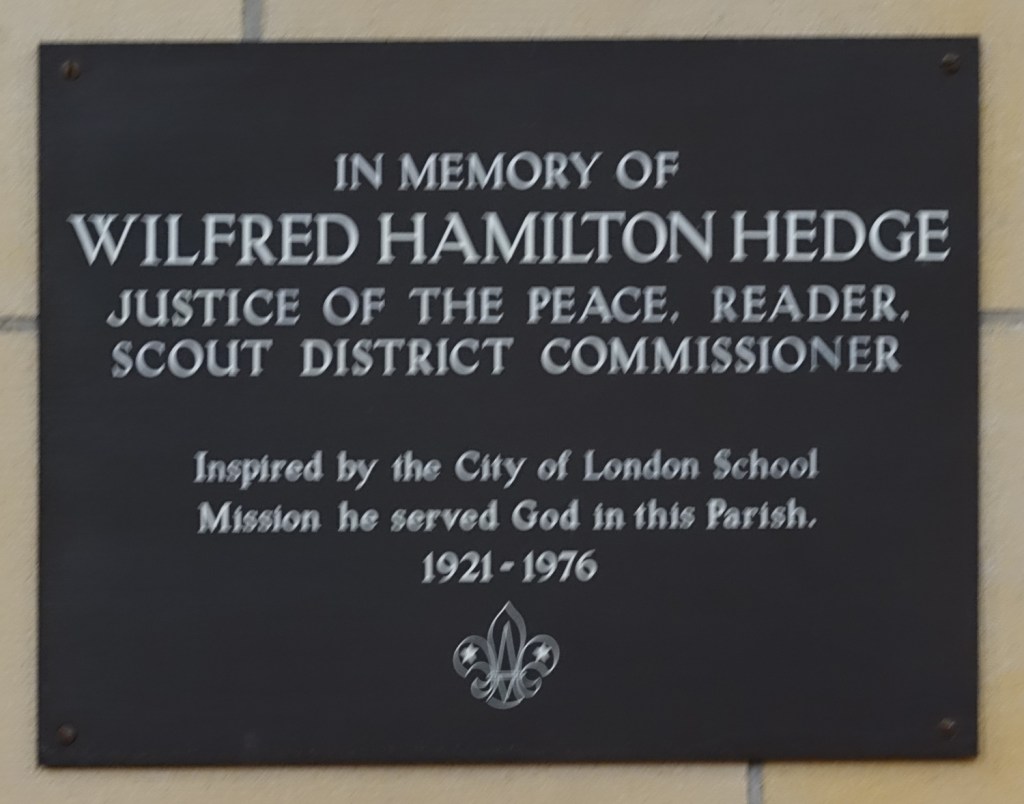 IN MEMORY OF
WILFRED HAMILTON HEDGE
JUSTICE OF THE PEACE, READER,
SCOUT DISTRICT COMMISSIONER
Inspired by the City of London School
Mission he served God in this Parish.
1921-1976